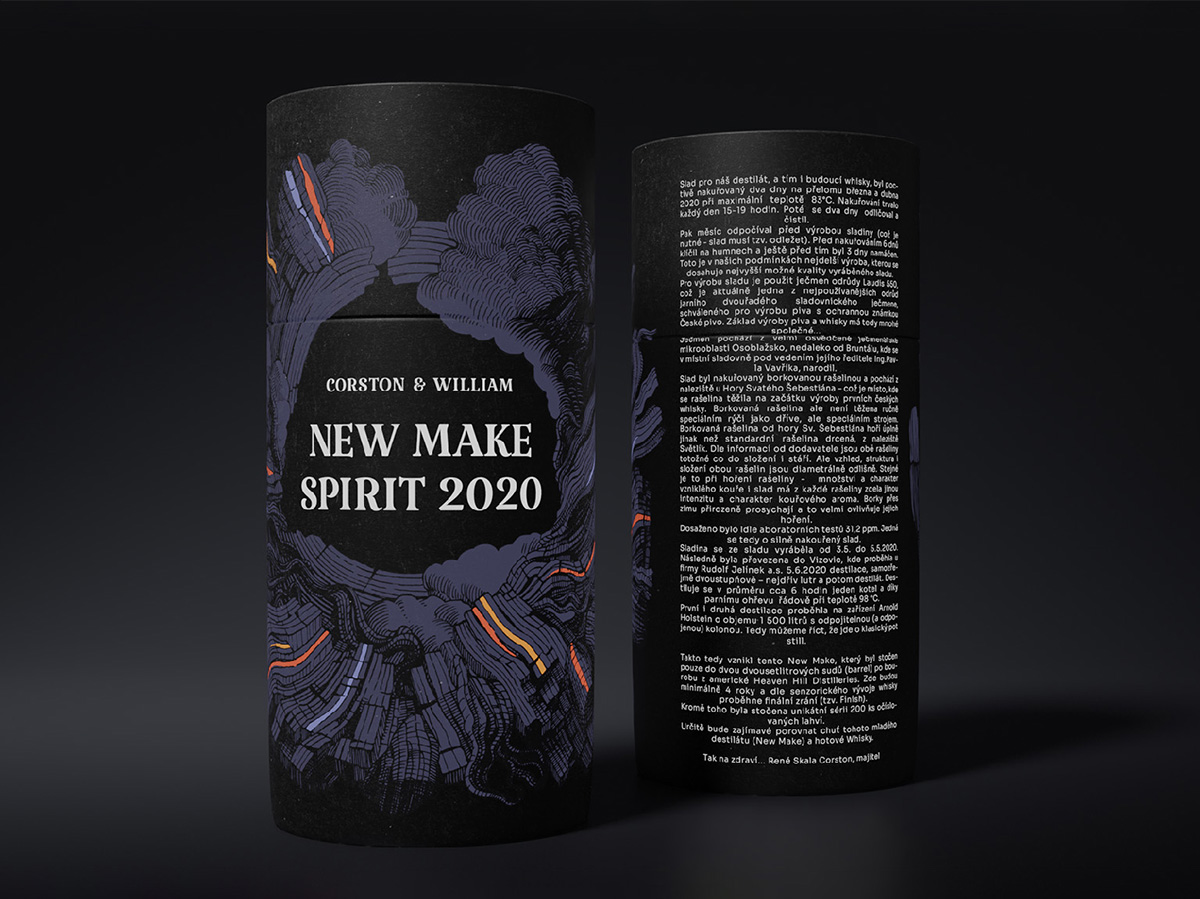 CORSTON & WILLIAM
NEW MAKE
SPIRIT 2020
Slad pro náš destilát, a tím i budoucí whisky, byl poc-
tivě nakuřovaný dva dny na přelomu března a dubna
2020 při maximální teplotě 83°C. Nakuřování trvalo
každý den 15-19 hodin. Poté se dva dny odličoval a
čistil.
Pak měsíc odpočíval před výrobou sladiny (což je
nutné - slad musí tzv. odležet). Před nakuřováním 6 dnů
klíčil na humnech a ještě před tím byl 3 dny namáčen.
Toto je v našich podmínkách nejdelší výroba, kterou se
dosahuje nejvyšší možné kvality vyráběného sladu.
Pro výrobu sladu je použit ječmen odrůdy Laudis 550,
což je aktuálně jedna z nejpoužívanějších odrůd
jarního dvouřadého sladovnického ječmene,
schváleného pro výrobu piva s ochrannou známkou
České pivo. Základ výroby piva a whisky má tedy mnohé
společné...
Ječmen pochází z velmi osvědčené ječmenářské
mikrooblasti Osoblažsko, nedaleko od Bruntálu, kde se
v místní sladovně pod vedením jejího ředitele Ing. Pav-
la Vavříka, narodil.
Slad byl nakuřovaný borkovanou rašelinou a pochází z
naleziště u Hory Svatého Šebestiána - což je místo, kde
se rašelina těžila na začátku výroby prvních českých
whisky. Borkovaná rašelina ale není těžena ručně
speciálním rýčí jako dříve, ale speciálním strojem.
Borkovaná rašelina od hory Sv. Šebestiána hoří úplně
jinak než standardní rašelina drcená, z naleziště
Světlík. Dle informací od dodavatele jsou obě rašeliny
totožné co do složení i stáří. Ale vzhled, struktura i
složení obou rašelin jsou diametrálně odlišné. Stejné
je to při hoření rašeliny - množství a charakter
vzniklého kouře i slad má z každé rašeliny zcela jinou
intenzitu a charakter kouřového aroma. Borky přes
zimu přirozeně prosychají a to velmi ovlivňuje jejich
hoření.
Dosaženo bylo ldle aboratorních testů 31.2 ppm. Jedná
se tedy o silně nakouřený slad.
Sladina se ze sladu vyráběla od 3.5. do 5.5.2020.
Následně byla převezena do Vizovic, kde proběhla u
firmy Rudolf Jelínek a.s. 5.6.2020 destilace, samozře-
jmě dvoustupňové – nejdřív lutr a potom destilát. Des-
tiluje se v průměru cca 6 hodin jeden kotel a díky
parnímu ohřevu řádově při teplotě 98 °C.
První i druhá destilace proběhla na zařízení Arnold
Holstein o objemu 1 500 litrů s odpojitelnou (a odpo-
jenou) kolonou. Tedy můžeme říct, že jde o klasický pot
still.
Takto tedy vznikl tento New Make, který byl stočen
pouze do dvou dvousetlitrových sudů (barrel) po bou-
robu z americké Heaven Hill Distilleries. Zde budou
minimálně 4 roky a dle senzorického vývoje whisky
proběhne finální zrání (tzv. Finish).
Kromě toho byla stočena unikátní sérii 200 ks očíslo-
vaných lahví.
Určitě bude zajímavé porovnat chuť tohoto mladého
destilátu (New Make) a hotové Whisky.
Tak na zdraví... René Skala Corston, majitel